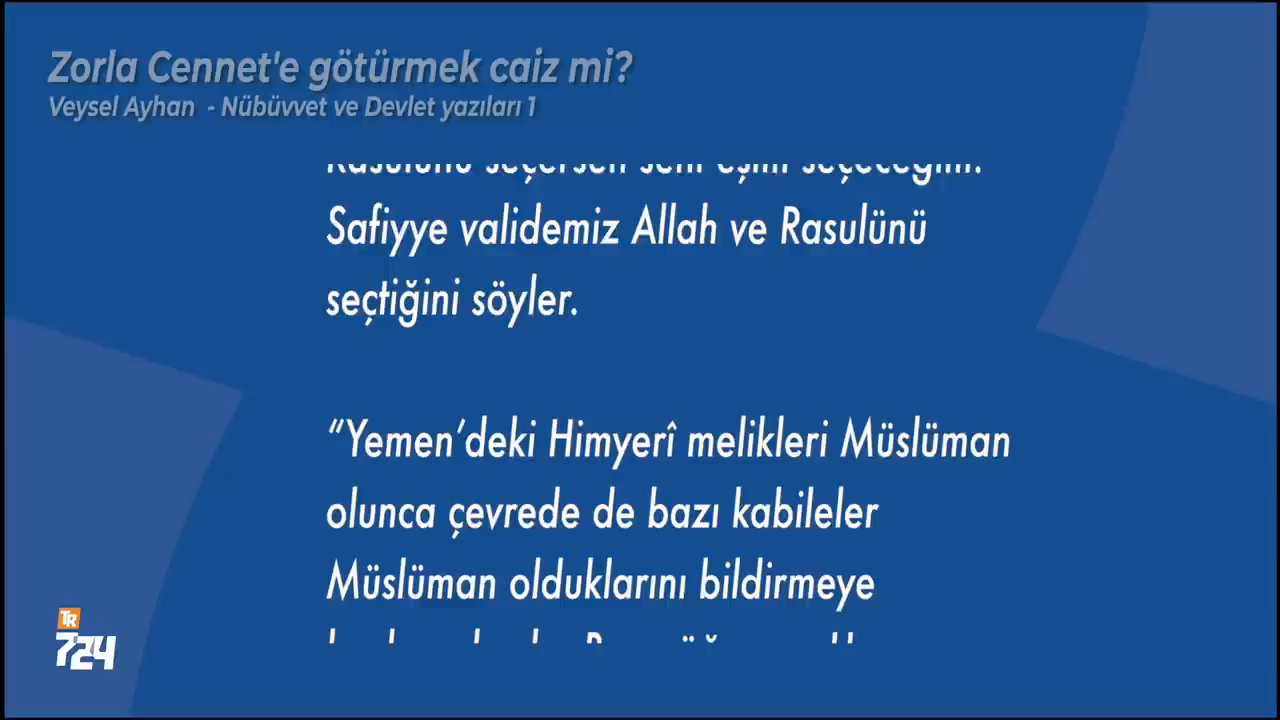 Zorla Cennet'e götürmek caiz mi?
Veysel Ayhan - Nübüvvet ve Devlet yazıları 1
Safiyye validemiz Allah ve Rasulünü
seçtiğini söyler.
“Yemen’deki Himyerî melikleri Müslüman
olunca çevrede de bazı kabileler
Müslüman olduklarını bildirmeye
TR
724